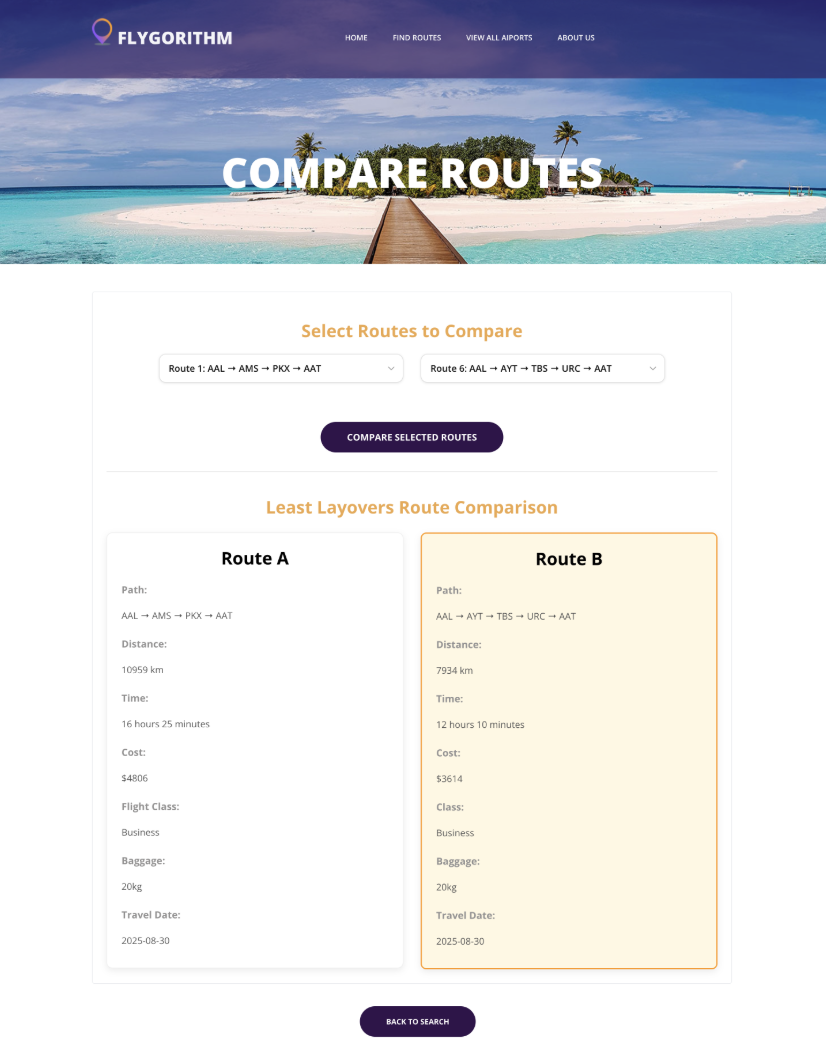 FLYGORITHM
HOME FIND ROUTES VIEW ALL AIPORTS ABOUT US
COMPARE ROUTES
Select Routes to Compare
Route 1: AAL → AMS → PKX → AAT
Route 6: AAL → AYT → TBS → URC → AAT
COMPARE SELECTED ROUTES
Least Layovers Route Comparison
Route A
Path:
AAL → AMS → PKX → AAT
Distance:
10959 km
Time:
16 hours 25 minutes
Cost:
$4806
Flight Class:
Business
Baggage:
20kg
Travel Date:
2025-08-30
Route B
Path:
AAL → AYT → TBS → URC → AAT
Distance:
7934 km
Time:
12 hours 10 minutes
Cost:
$3614
Class:
Business
Baggage:
20kg
Travel Date:
2025-08-30
BACK TO SEARCH